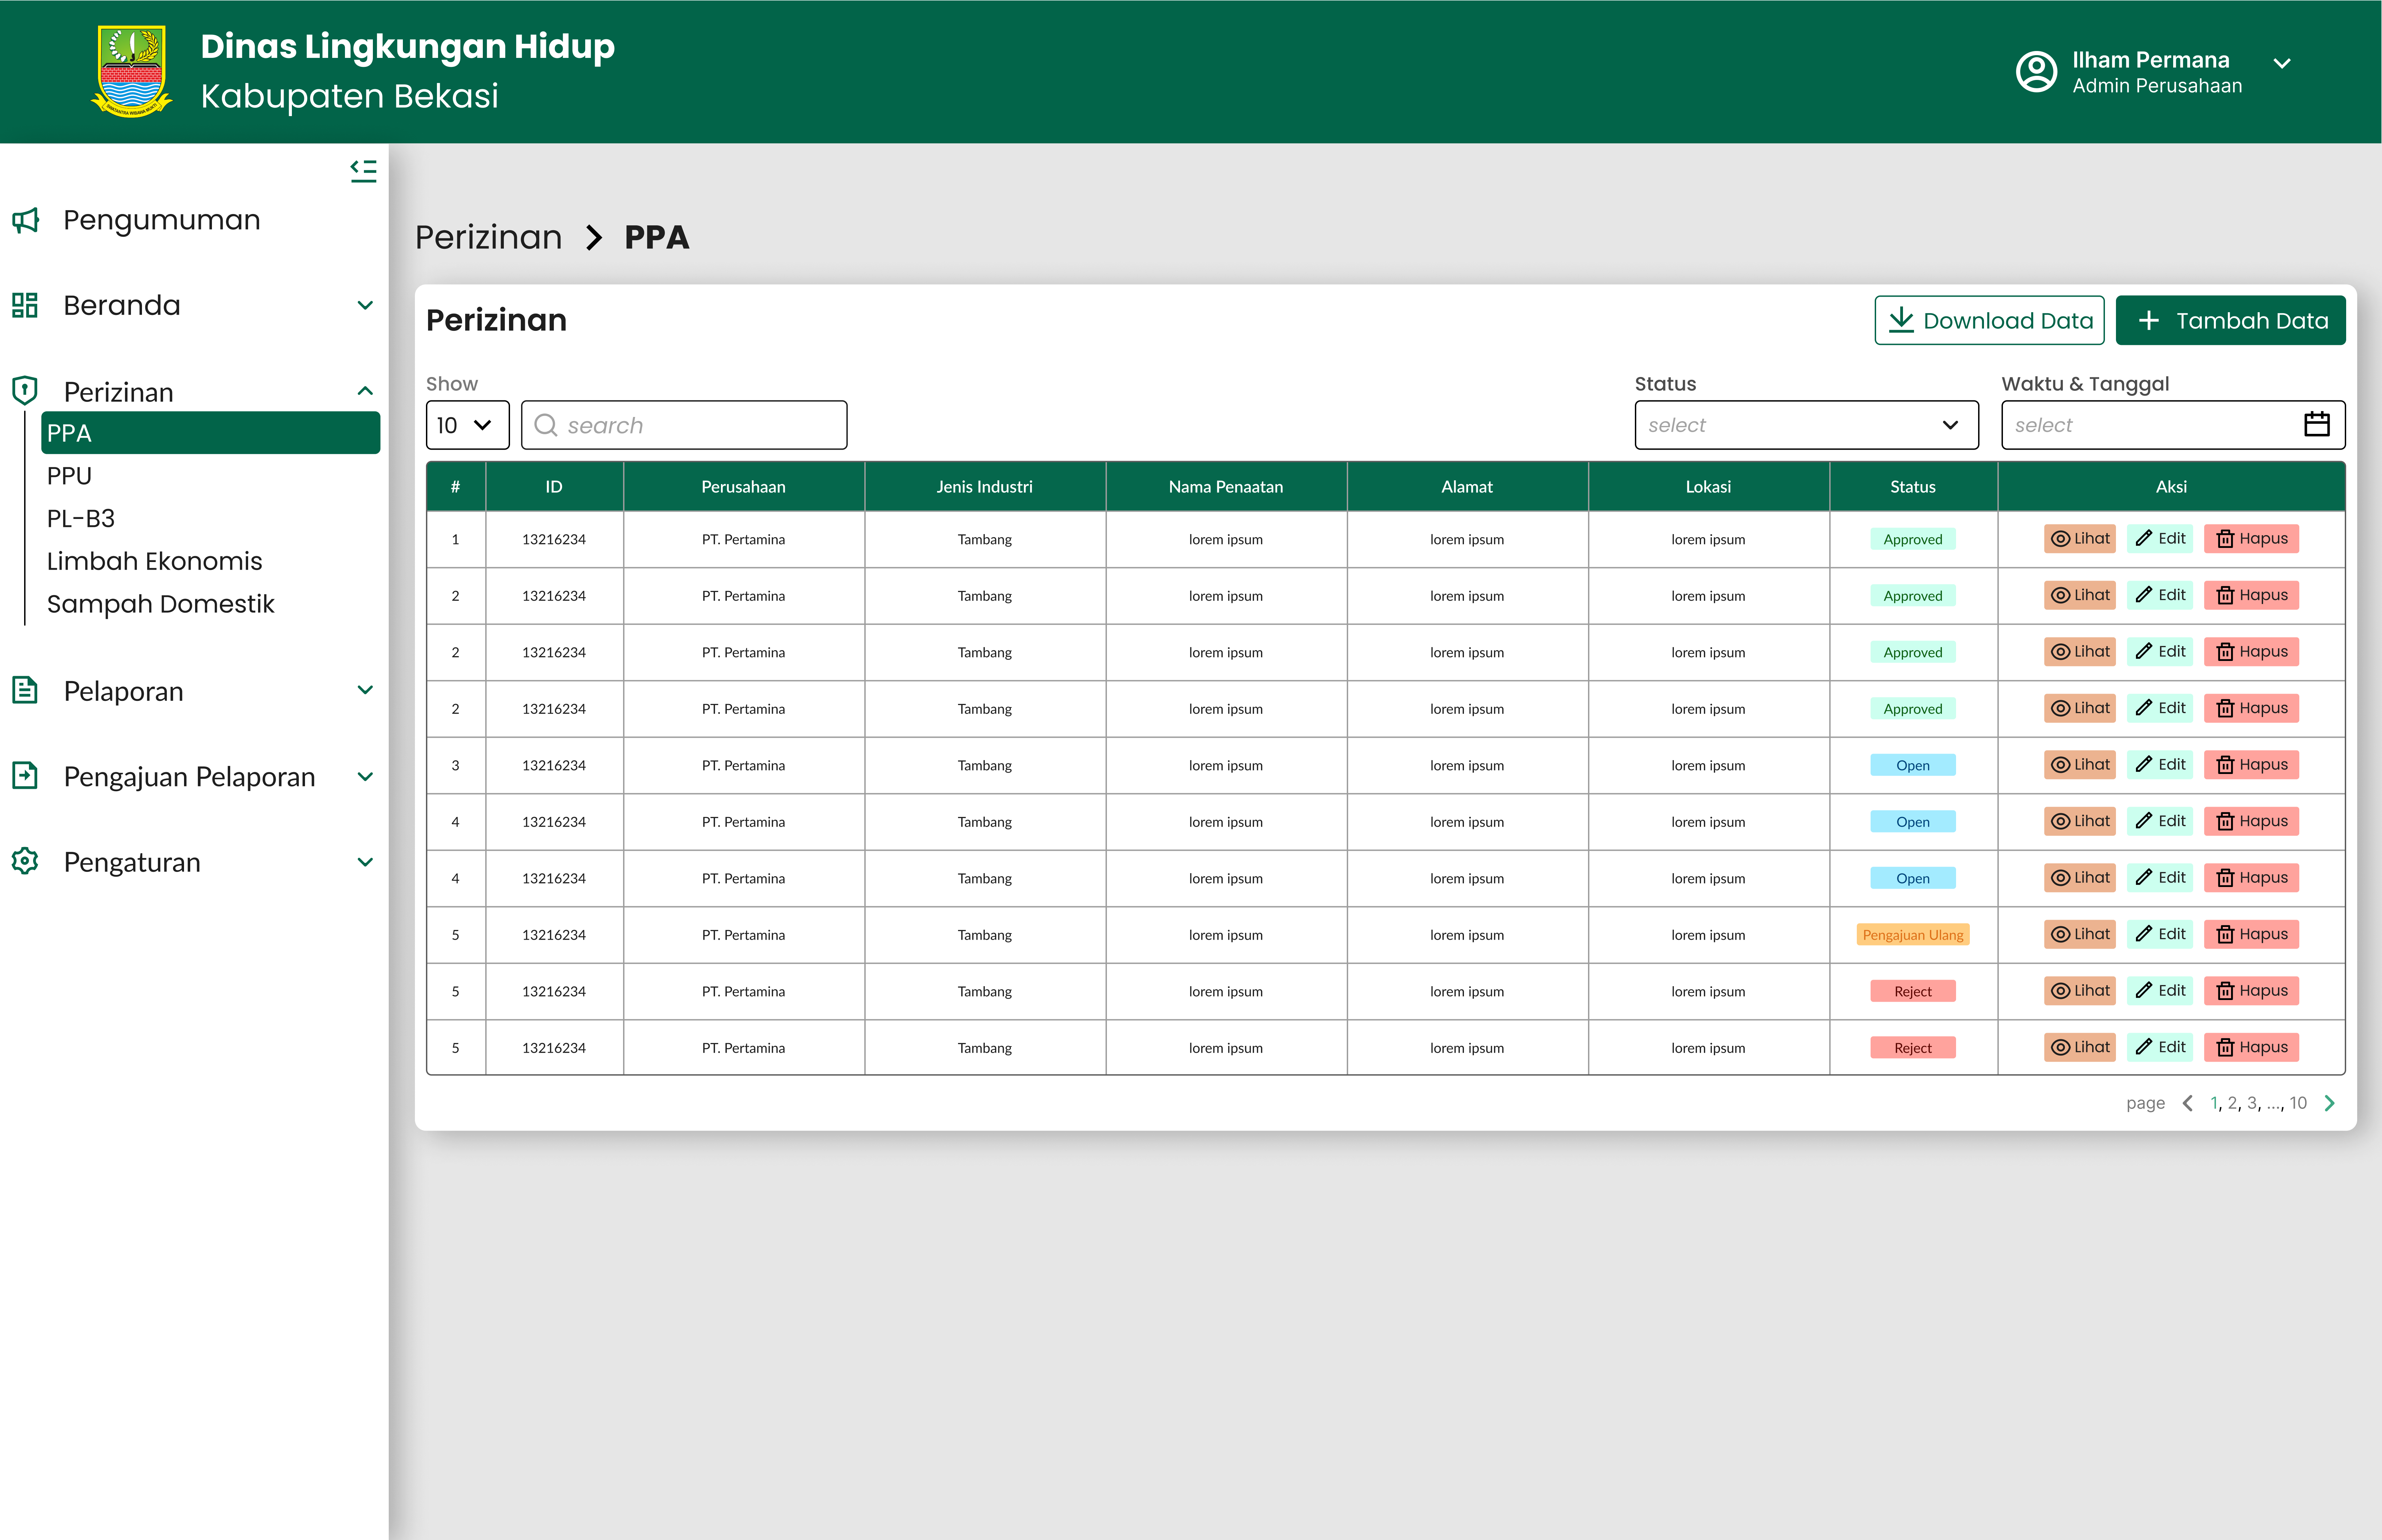 Dinas Lingkungan Hidup
Kabupaten Bekasi
Ilham Permana
Admin Perusahaan
Pengumuman
Beranda
Perizinan
PPA
PPU
PL-B3
Limbah Ekonomis
Sampah Domestik
Pelaporan
Pengajuan Pelaporan
Pengaturan
Perizinan > PPA
Perizinan
Download Data
+ Tambah Data
Show
10
search
Status
select
Waktu & Tanggal
select
# ID Perusahaan Jenis Industri Nama Penaatan Alamat Lokasi Status Aksi
1 13216234 PT. Pertamina Tambang lorem ipsum lorem ipsum lorem ipsum Approved Lihat Edit Hapus
2 13216234 PT. Pertamina Tambang lorem ipsum lorem ipsum lorem ipsum Approved Lihat Edit Hapus
2 13216234 PT. Pertamina Tambang lorem ipsum lorem ipsum lorem ipsum Approved Lihat Edit Hapus
2 13216234 PT. Pertamina Tambang lorem ipsum lorem ipsum lorem ipsum Approved Lihat Edit Hapus
3 13216234 PT. Pertamina Tambang lorem ipsum lorem ipsum lorem ipsum Open Lihat Edit Hapus
4 13216234 PT. Pertamina Tambang lorem ipsum lorem ipsum lorem ipsum Open Lihat Edit Hapus
4 13216234 PT. Pertamina Tambang lorem ipsum lorem ipsum lorem ipsum Open Lihat Edit Hapus
5 13216234 PT. Pertamina Tambang lorem ipsum lorem ipsum lorem ipsum Pengajuan Ulang Lihat Edit Hapus
5 13216234 PT. Pertamina Tambang lorem ipsum lorem ipsum lorem ipsum Reject Lihat Edit Hapus
5 13216234 PT. Pertamina Tambang lorem ipsum lorem ipsum lorem ipsum Reject Lihat Edit Hapus
page < 1, 2, 3, ..., 10 >